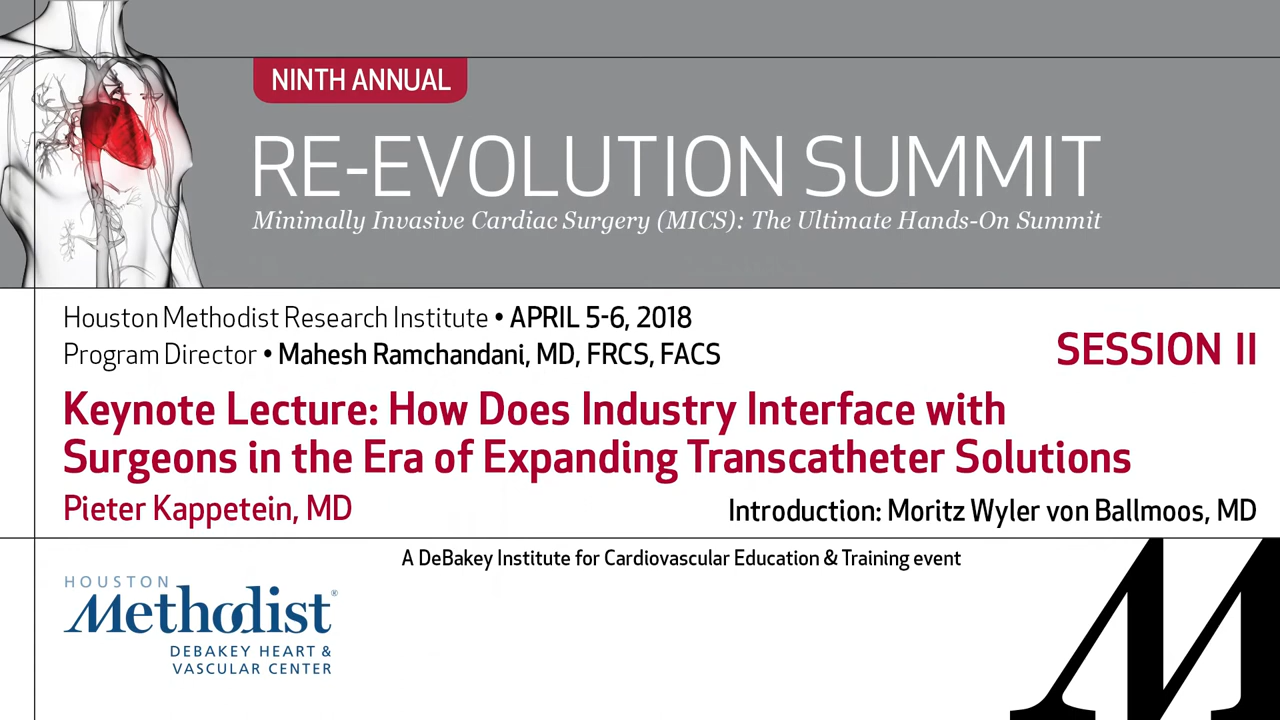 NINTH ANNUAL
RE-EVOLUTION SUMMIT
Minimally Invasive Cardiac Surgery (MICS): The Ultimate Hands-On Summit
Houston Methodist Research Institute • APRIL 5-6, 2018
Program Director • Mahesh Ramchandani, MD, FRCS, FACS
SESSION II
Keynote Lecture: How Does Industry Interface with
Surgeons in the Era of Expanding Transcatheter Solutions
Pieter Kappetein, MD
Introduction: Moritz Wyler von Ballmoos, MD
A DeBakey Institute for Cardiovascular Education & Training event
HOUSTON
Methodist®
DEBAKEY HEART &
VASCULAR CENTER
M